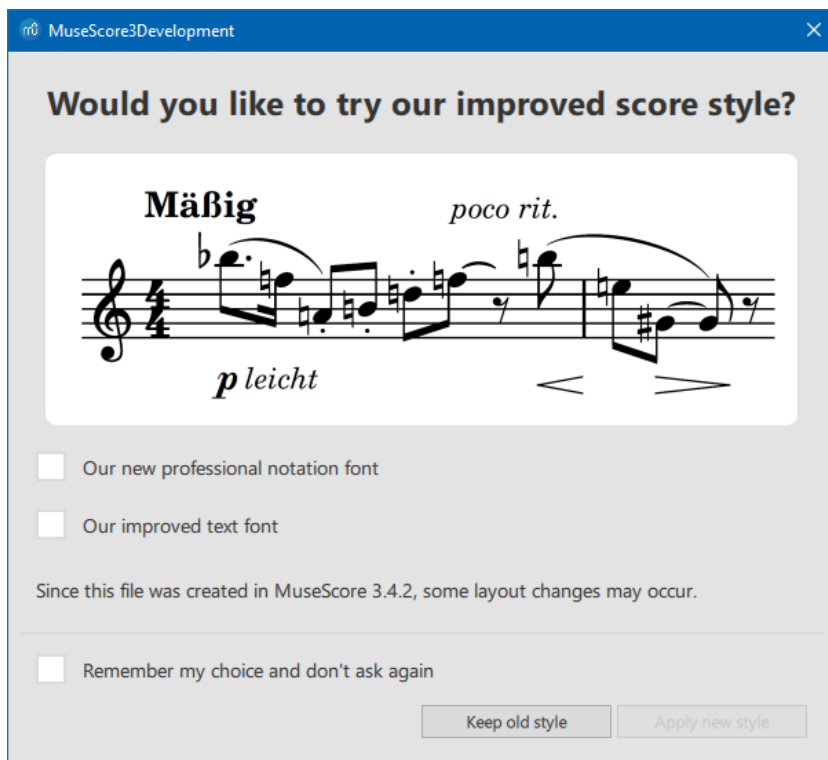 MuseScore3Development
Would you like to try our improved score style?
Mäßig
poco rit.
4
4
p leicht
Our new professional notation font
Our improved text font
Since this file was created in MuseScore 3.4.2, some layout changes may occur.
Remember my choice and don't ask again
Keep old style
Apply new style